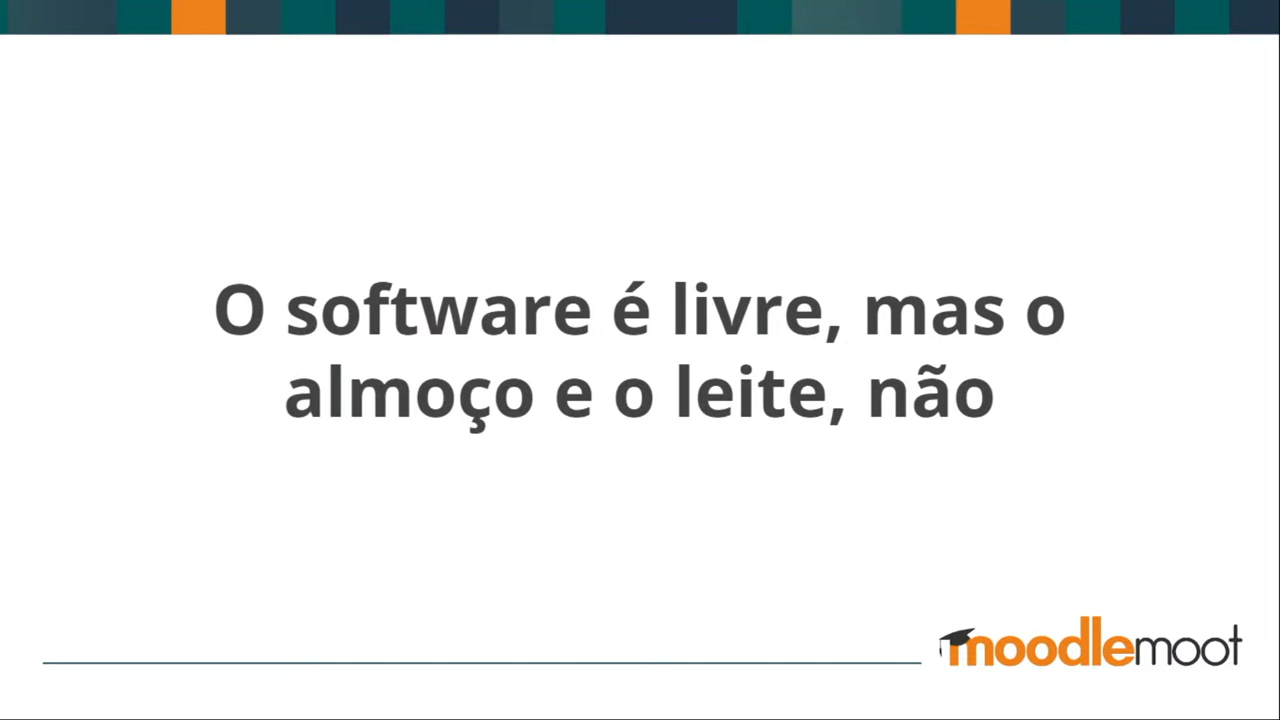 O software é livre, mas o
almoço e o leite, não
moodlemoot